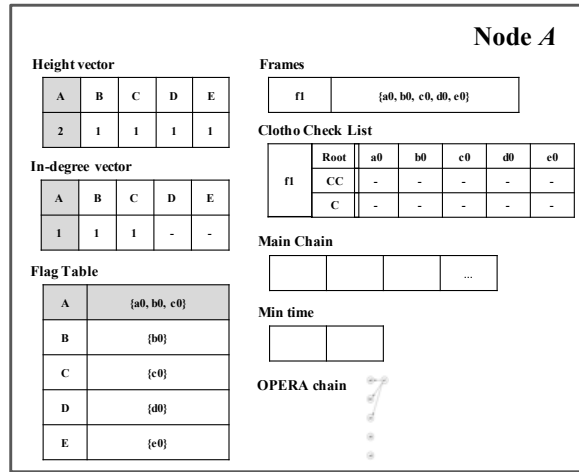 Node A
Height vector
A B C D E
2 1 1 1 1
In-degree vector
A B C D E
1 1 1 - -
Flag Table
A {a0, b0, c0}
B {b0}
C {c0}
D {d0}
E {e0}
Frames
f1 {a0, b0, c0, d0, e0}
Clotho Check List
f1 Root a0 b0 c0 d0 e0
CC - - - - -
C - - - - -
Main Chain
...
Min time
OPERA chain